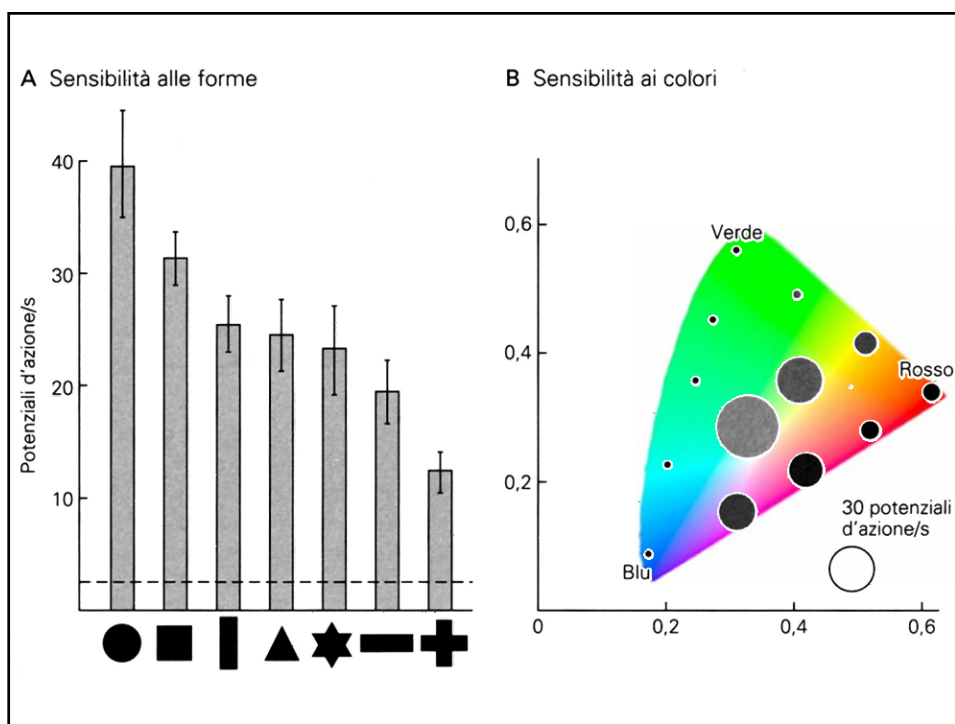 A Sensibilità alle forme
40
30
20
10
Potenziali d'azione/s
B Sensibilità ai colori
0,6
0,4
0,2
0
0,2
0,4
0,6
Verde
Rosso
Blu
30 potenziali
d'azione/s